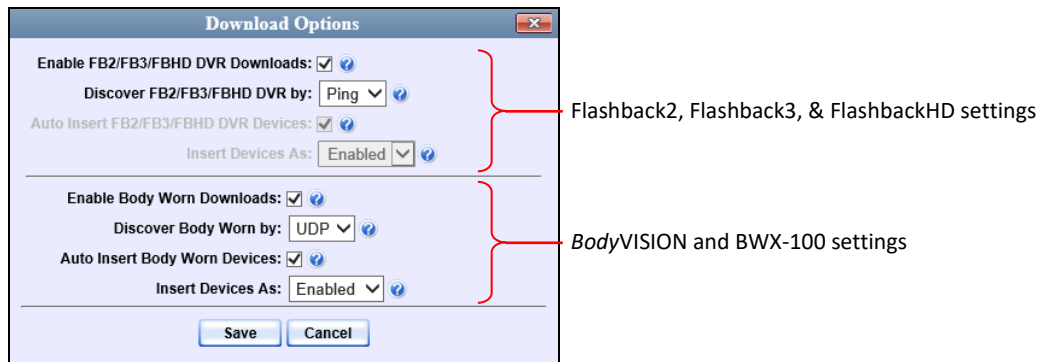 Download Options
Enable FB2/FB3/FBHD DVR Downloads:
Discover FB2/FB3/FBHD DVR by: Ping
Auto Insert FB2/FB3/FBHD DVR Devices:
Insert Devices As: Enabled
Flashback2, Flashback3, & FlashbackHD settings
Enable Body Worn Downloads:
Discover Body Worn by: UDP
Auto Insert Body Worn Devices:
Insert Devices As: Enabled
BodyVISION and BWX-100 settings
Save Cancel